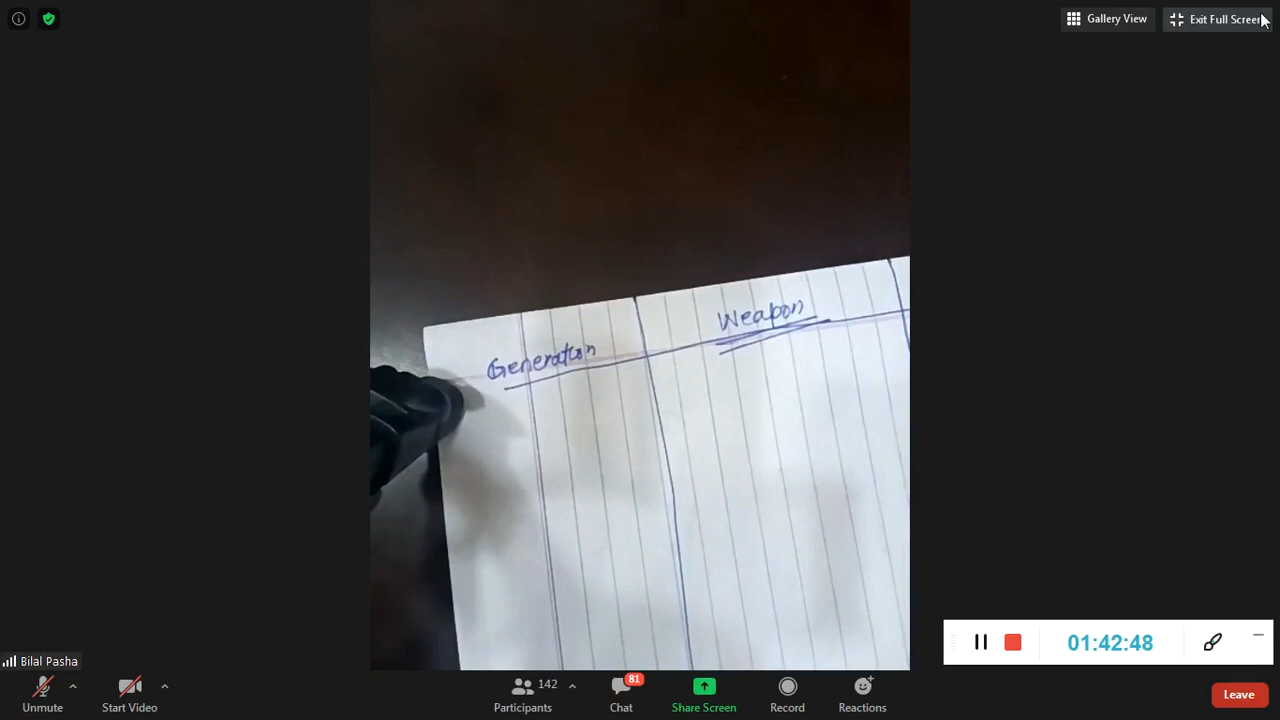 Gallery View
Exit Full Screen
Generation
Weapon
01:42:48
Bilal Pasha
142
81
Unmute
Start Video
Participants
Chat
Share Screen
Record
Reactions
Leave